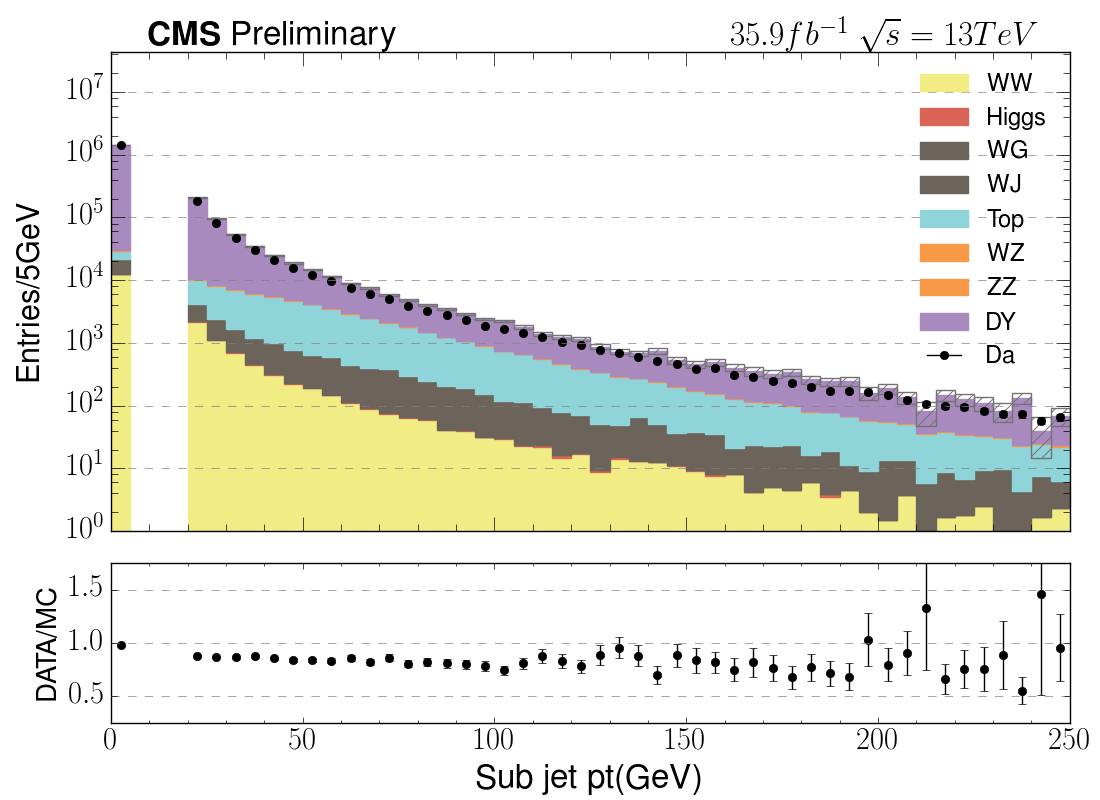 CMS Preliminary 35.9fb⁻¹ √s = 13TeV
10⁷
10⁶
10⁵
10⁴
10³
10²
10¹
10⁰
Entries/5GeV
WW
Higgs
WG
WJ
Top
WZ
ZZ
DY
Da
1.5
1.0
0.5
DATA/MC
0 50 100 150 200 250
Sub jet pt(GeV)